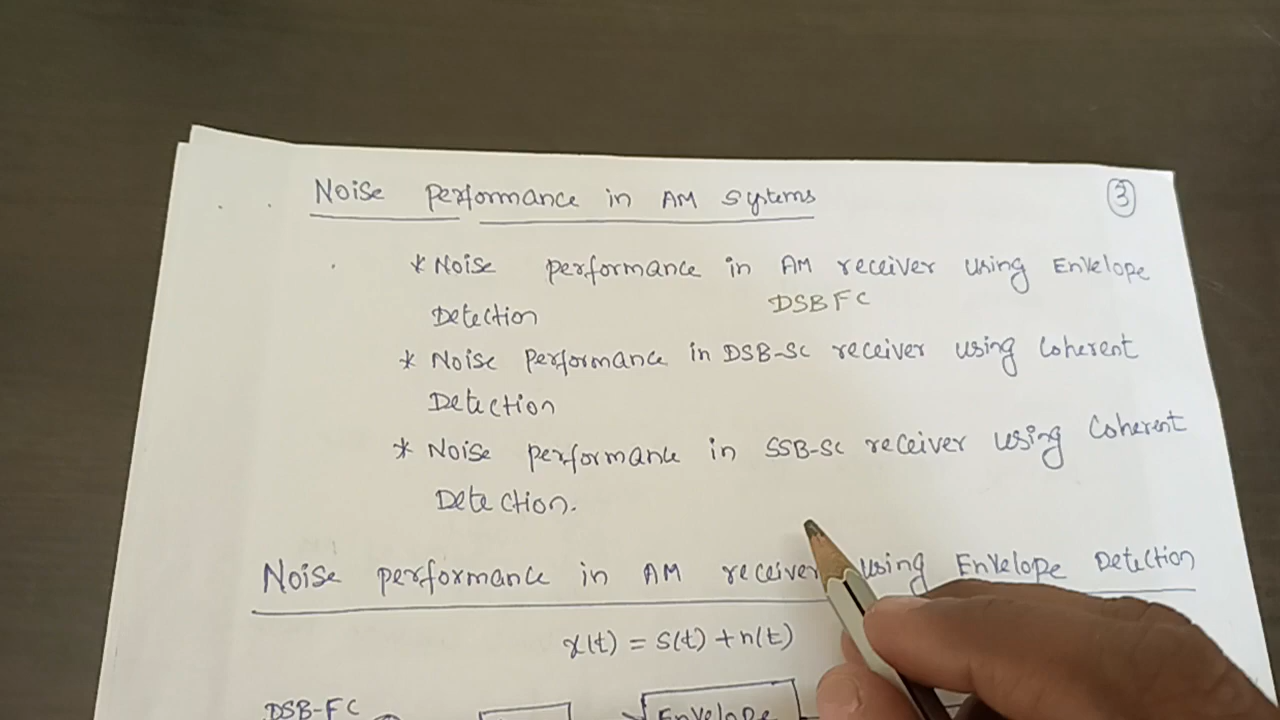 Noise performance in AM Systems
3
* Noise performance in AM receiver using Envelope
Detection DSBFC
* Noise performance in DSB-SC receiver using Coherent
Detection
* Noise performance in SSB-SC receiver using Coherent
Detection.
Noise performance in AM receiver using Envelope Detection
x(t) = s(t) + n(t)
DSB-FC
Envelope